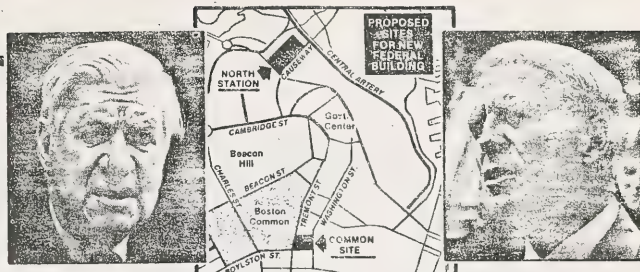 PROPOSED
SITES
FOR NEW
FEDERAL
BUILDING
CAUSEWAY
CENTRAL ARTERY
NORTH
STATION
CAMBRIDGE ST
Govt.
Center
Beacon
Hill
CHARLES ST
BEACON ST.
TREMONT ST
WASHINGTON ST.
Boston
Common
COMMON
SITE
BOYLSTON ST.